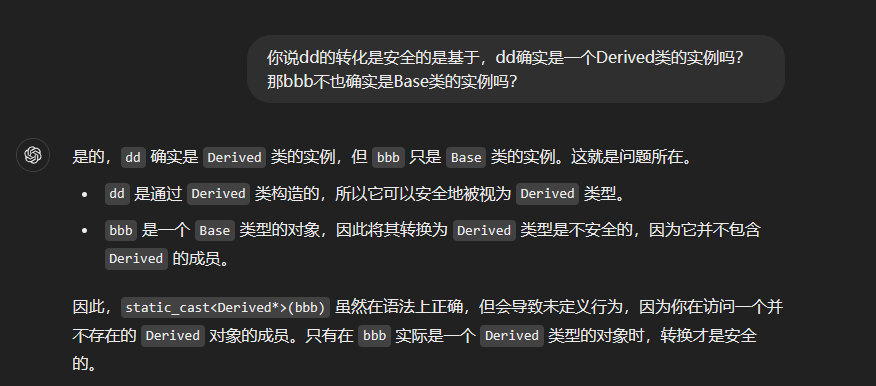 你说dd的转化是安全的是基于，dd确实是一个Derived类的实例吗？
那bbb不也确实是Base类的实例吗？
是的，dd 确实是 Derived 类的实例，但 bbb 只是 Base 类的实例。这就是问题所在。
• dd 是通过 Derived 类构造的，所以它可以安全地被视为 Derived 类型。
• bbb 是一个 Base 类型的对象，因此将其转换为 Derived 类型是不安全的，因为它并不包含
Derived 的成员。
因此，static_cast<Derived*>(bbb) 虽然在语法上正确，但会导致未定义行为，因为你在访问一个并
不存在的 Derived 对象的成员。只有在 bbb 实际是一个 Derived 类型的对象时，转换才是安全
的。